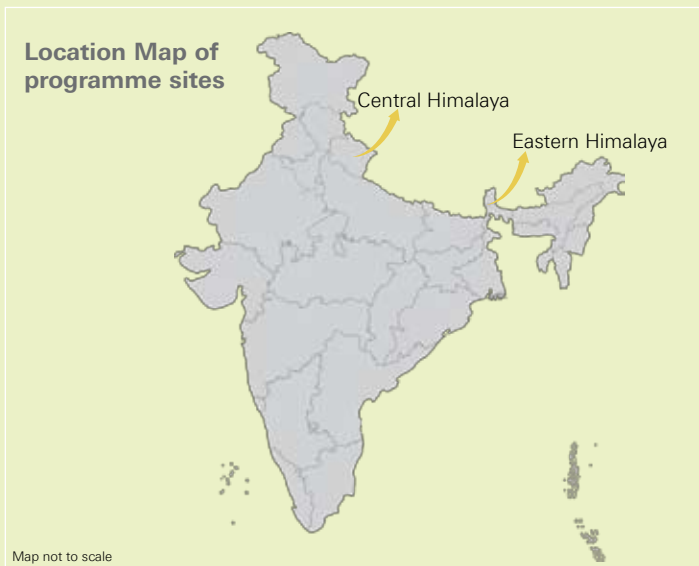 Location Map of
programme sites
Central Himalaya
Eastern Himalaya
Map not to scale